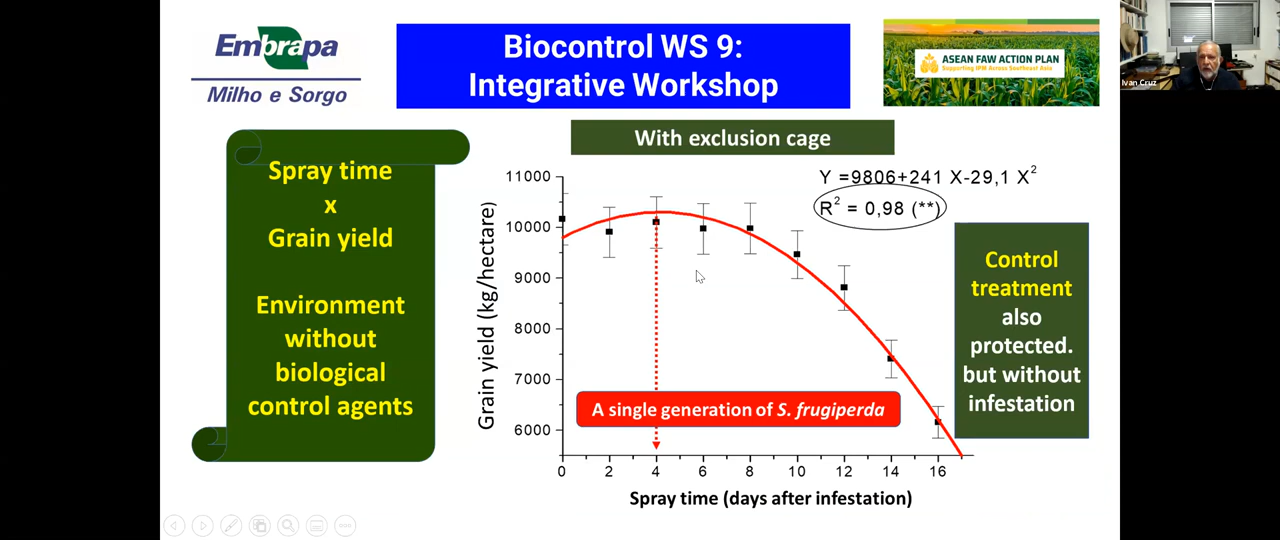 Embrapa
Milho e Sorgo
Biocontrol WS 9:
Integrative Workshop
ASEAN FAW ACTION PLAN
Supporting IPM Across Southeast Asia
Ivan Cruz
Spray time
x
Grain yield
Environment
without
biological
control agents
With exclusion cage
Y =9806+241 X-29,1 X²
R² = 0,98 (**)
Grain yield (kg/hectare)
11000
10000
9000
8000
7000
6000
A single generation of S. frugiperda
0 2 4 6 8 10 12 14 16
Spray time (days after infestation)
Control
treatment
also
protected.
but without
infestation